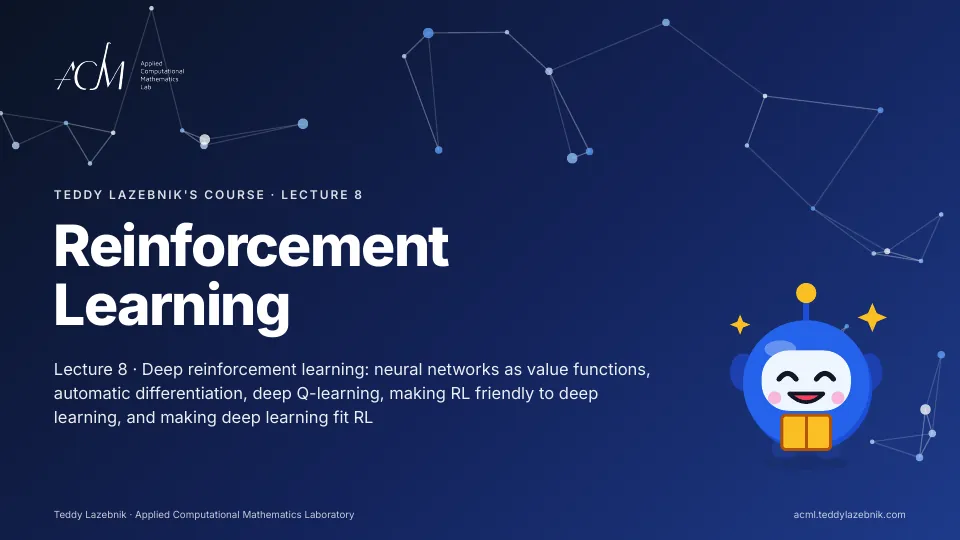 ACM
Applied
Computational
Mathematics
Lab
TEDDY LAZEBNIK'S COURSE · LECTURE 8
Reinforcement
Learning
Lecture 8 · Deep reinforcement learning: neural networks as value functions,
automatic differentiation, deep Q-learning, making RL friendly to deep
learning, and making deep learning fit RL
Teddy Lazebnik · Applied Computational Mathematics Laboratory
acml.teddylazebnik.com